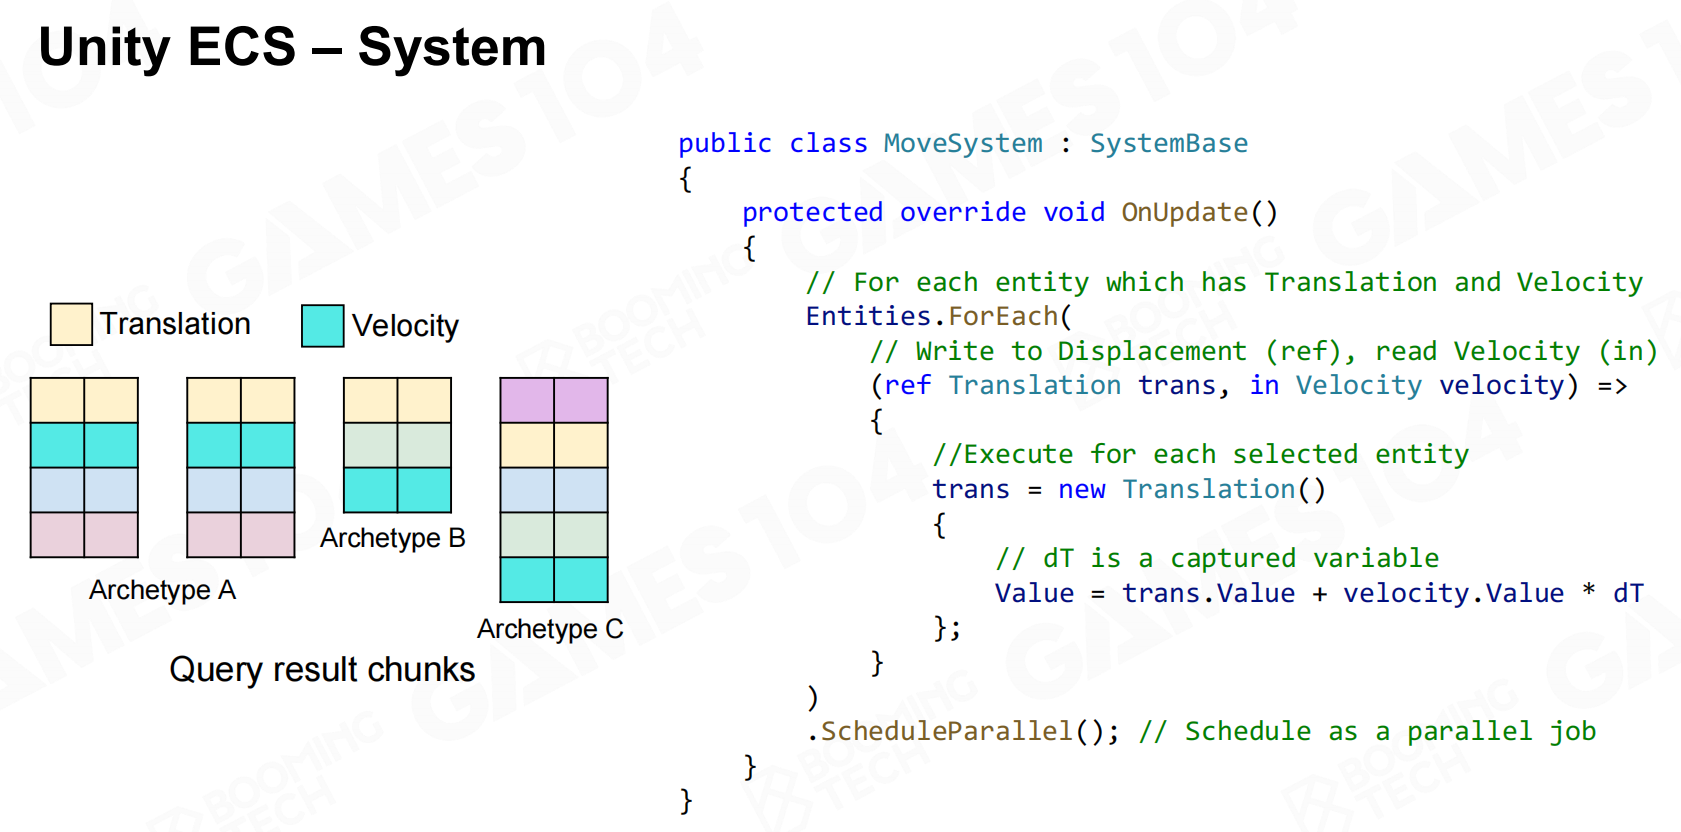 Unity ECS – System
Translation
Velocity
Archetype A
Archetype B
Archetype C
Query result chunks
public class MoveSystem : SystemBase
{
    protected override void OnUpdate()
    {
        // For each entity which has Translation and Velocity
        Entities.ForEach(
            // Write to Displacement (ref), read Velocity (in)
            (ref Translation trans, in Velocity velocity) =>
            {
                //Execute for each selected entity
                trans = new Translation()
                {
                    // dT is a captured variable
                    Value = trans.Value + velocity.Value * dT
                };
            }
        )
        .ScheduleParallel(); // Schedule as a parallel job
    }
}
GAMES104
BOOMING
TECH